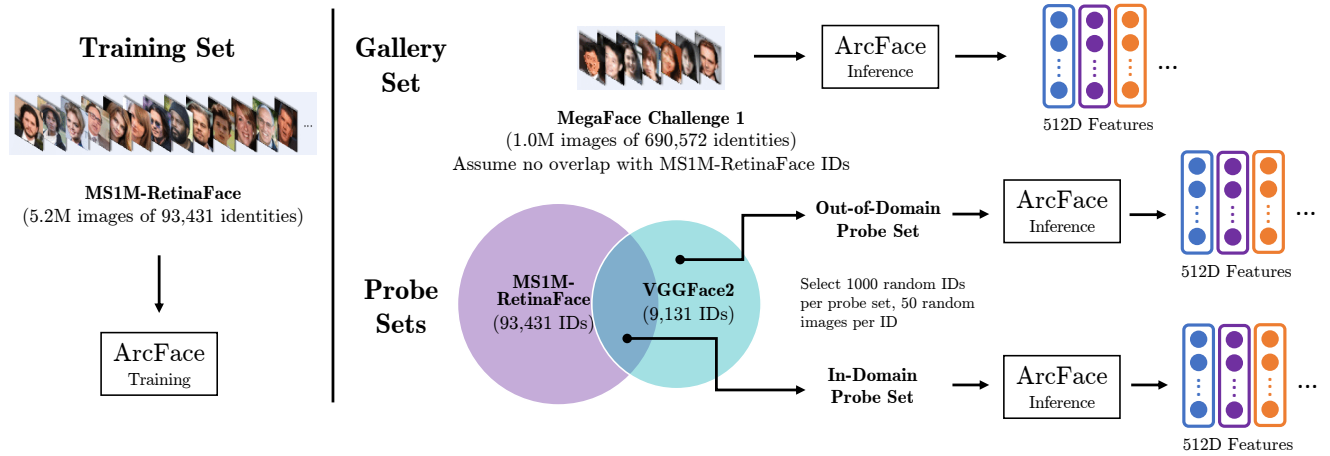 Training Set
...
MS1M-RetinaFace
(5.2M images of 93,431 identities)
ArcFace
Training
Gallery
Set
MegaFace Challenge 1
(1.0M images of 690,572 identities)
Assume no overlap with MS1M-RetinaFace IDs
ArcFace
Inference
...
512D Features
Probe
Sets
MS1M-
RetinaFace
(93,431 IDs)
VGGFace2
(9,131 IDs)
Out-of-Domain
Probe Set
ArcFace
Inference
...
512D Features
Select 1000 random IDs
per probe set, 50 random
images per ID
In-Domain
Probe Set
ArcFace
Inference
...
512D Features